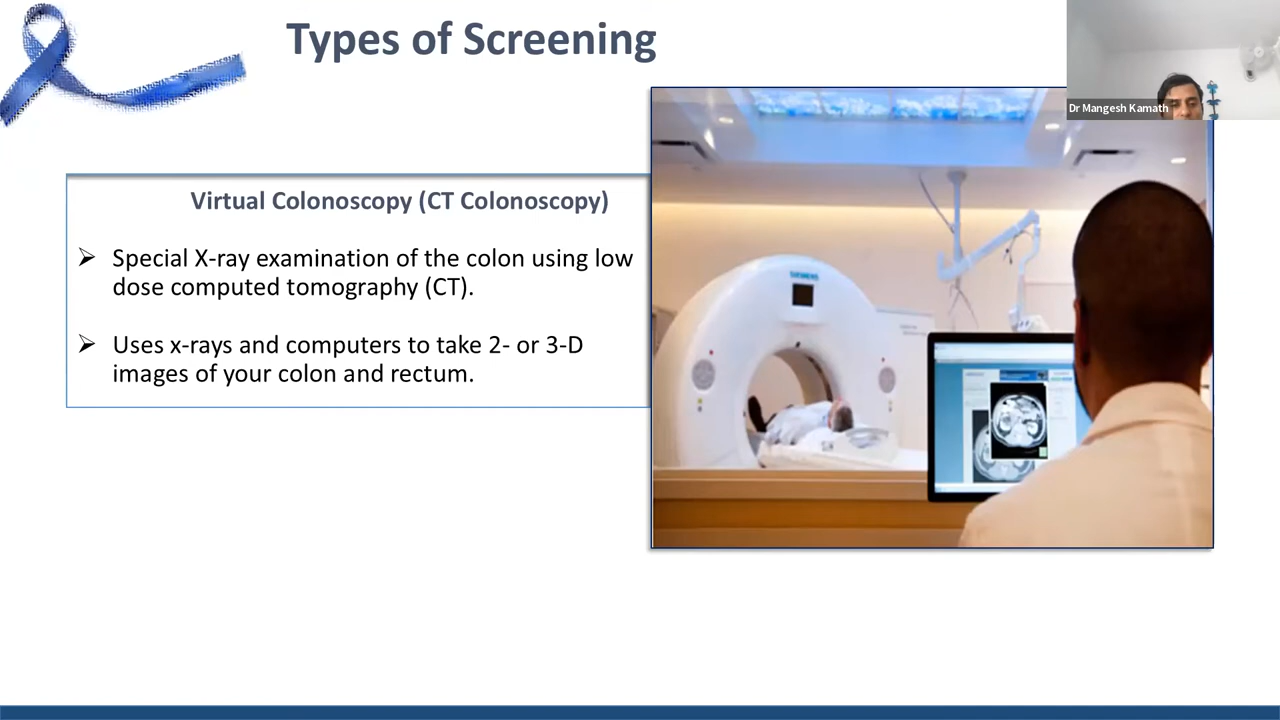 Types of Screening
Dr Mangesh Kamath
Virtual Colonoscopy (CT Colonoscopy)
Special X-ray examination of the colon using low
dose computed tomography (CT).
Uses x-rays and computers to take 2- or 3-D
images of your colon and rectum.
SIEMENS